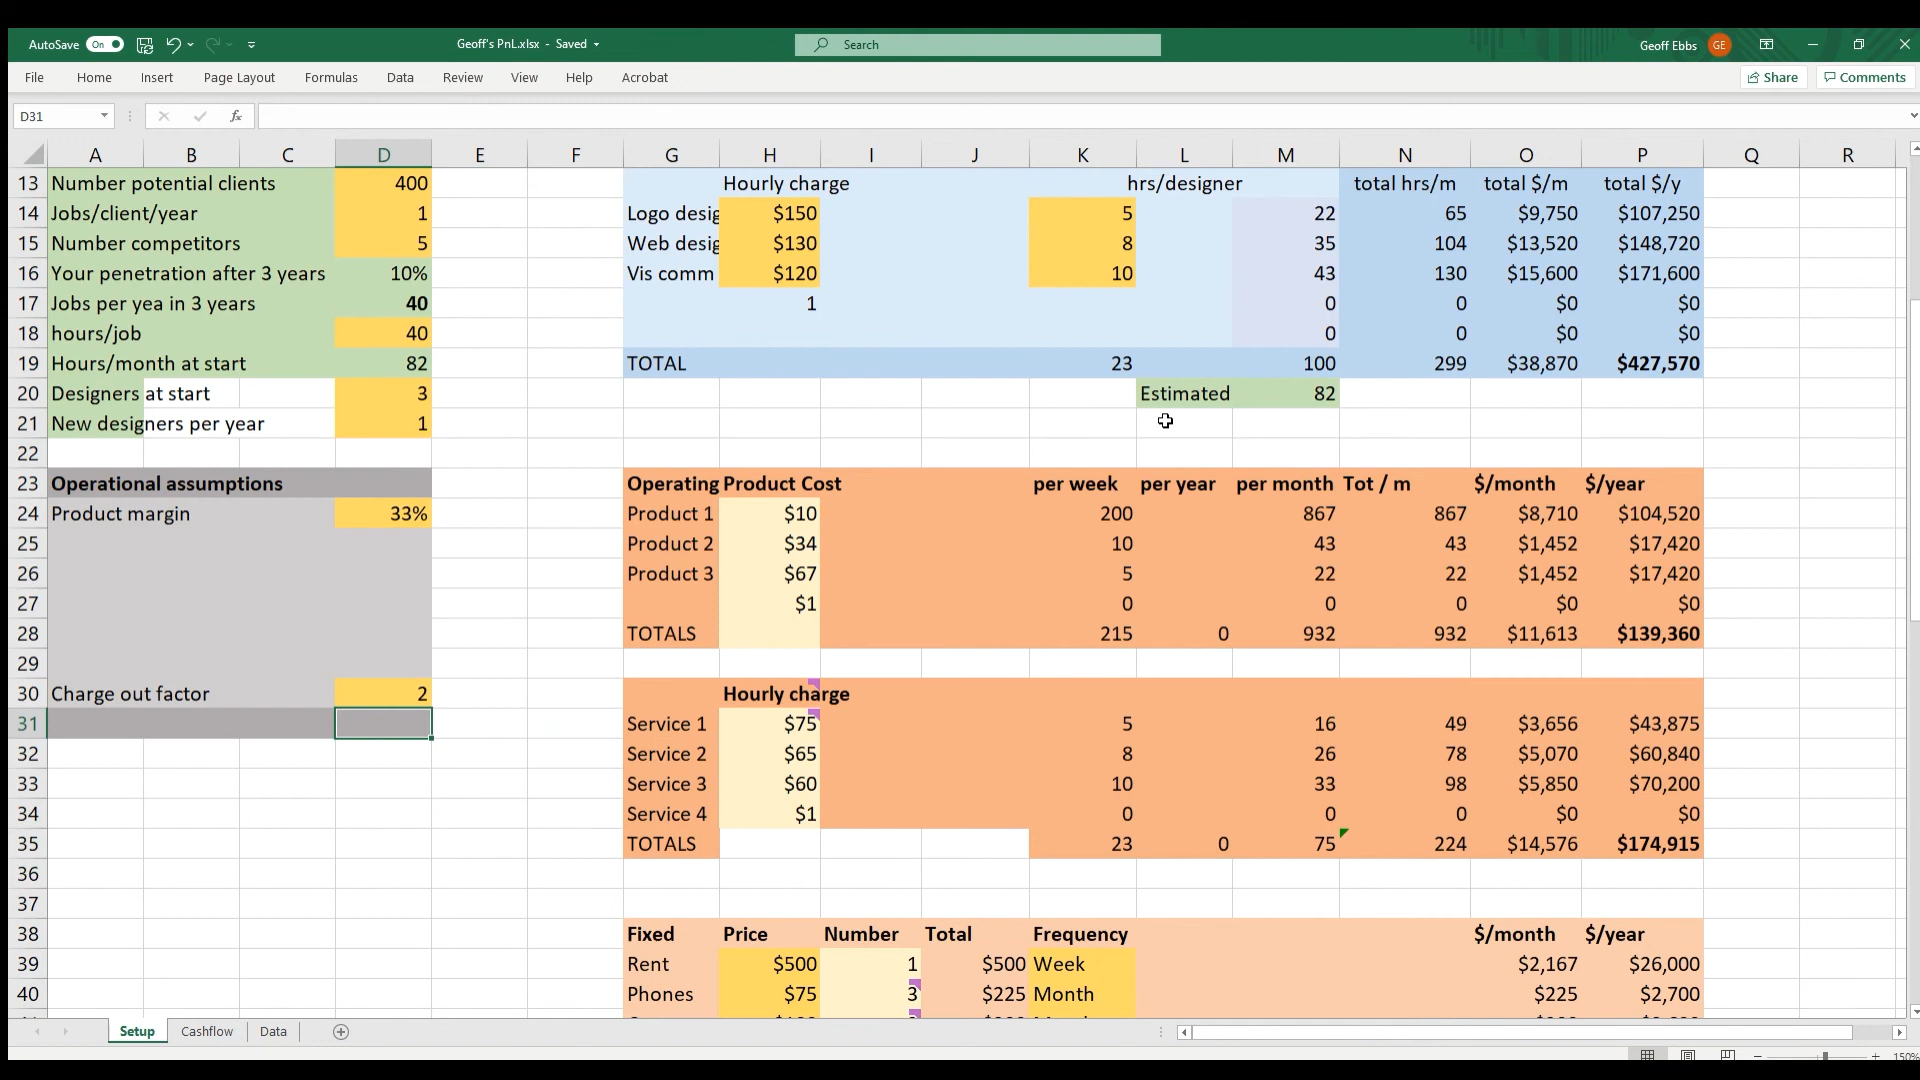 AutoSave On Geoff's PnL.xlsx - Saved Search Geoff Ebbs GE
File Home Insert Page Layout Formulas Data Review View Help Acrobat Share Comments
D31 fx
A B C D E F G H I J K L M N O P Q R
13 Number potential clients 400 Hourly charge hrs/designer total hrs/m total $/m total $/y
14 Jobs/client/year 1 Logo desig $150 5 22 65 $9,750 $107,250
15 Number competitors 5 Web desig $130 8 35 104 $13,520 $148,720
16 Your penetration after 3 years 10% Vis comm $120 10 43 130 $15,600 $171,600
17 Jobs per yea in 3 years 40 1 0 0 $0 $0
18 hours/job 40 0 0 $0 $0
19 Hours/month at start 82 TOTAL 23 100 299 $38,870 $427,570
20 Designers at start 3 Estimated 82
21 New designers per year 1
22
23 Operational assumptions Operating Product Cost per week per year per month Tot / m $/month $/year
24 Product margin 33% Product 1 $10 200 867 867 $8,710 $104,520
25 Product 2 $34 10 43 43 $1,452 $17,420
26 Product 3 $67 5 22 22 $1,452 $17,420
27 $1 0 0 0 $0 $0
28 TOTALS 215 0 932 932 $11,613 $139,360
29
30 Charge out factor 2 Hourly charge
31 Service 1 $75 5 16 49 $3,656 $43,875
32 Service 2 $65 8 26 78 $5,070 $60,840
33 Service 3 $60 10 33 98 $5,850 $70,200
34 Service 4 $1 0 0 0 $0 $0
35 TOTALS 23 0 75 224 $14,576 $174,915
36
37
38 Fixed Price Number Total Frequency $/month $/year
39 Rent $500 1 $500 Week $2,167 $26,000
40 Phones $75 3 $225 Month $225 $2,700
Setup Cashflow Data
150%